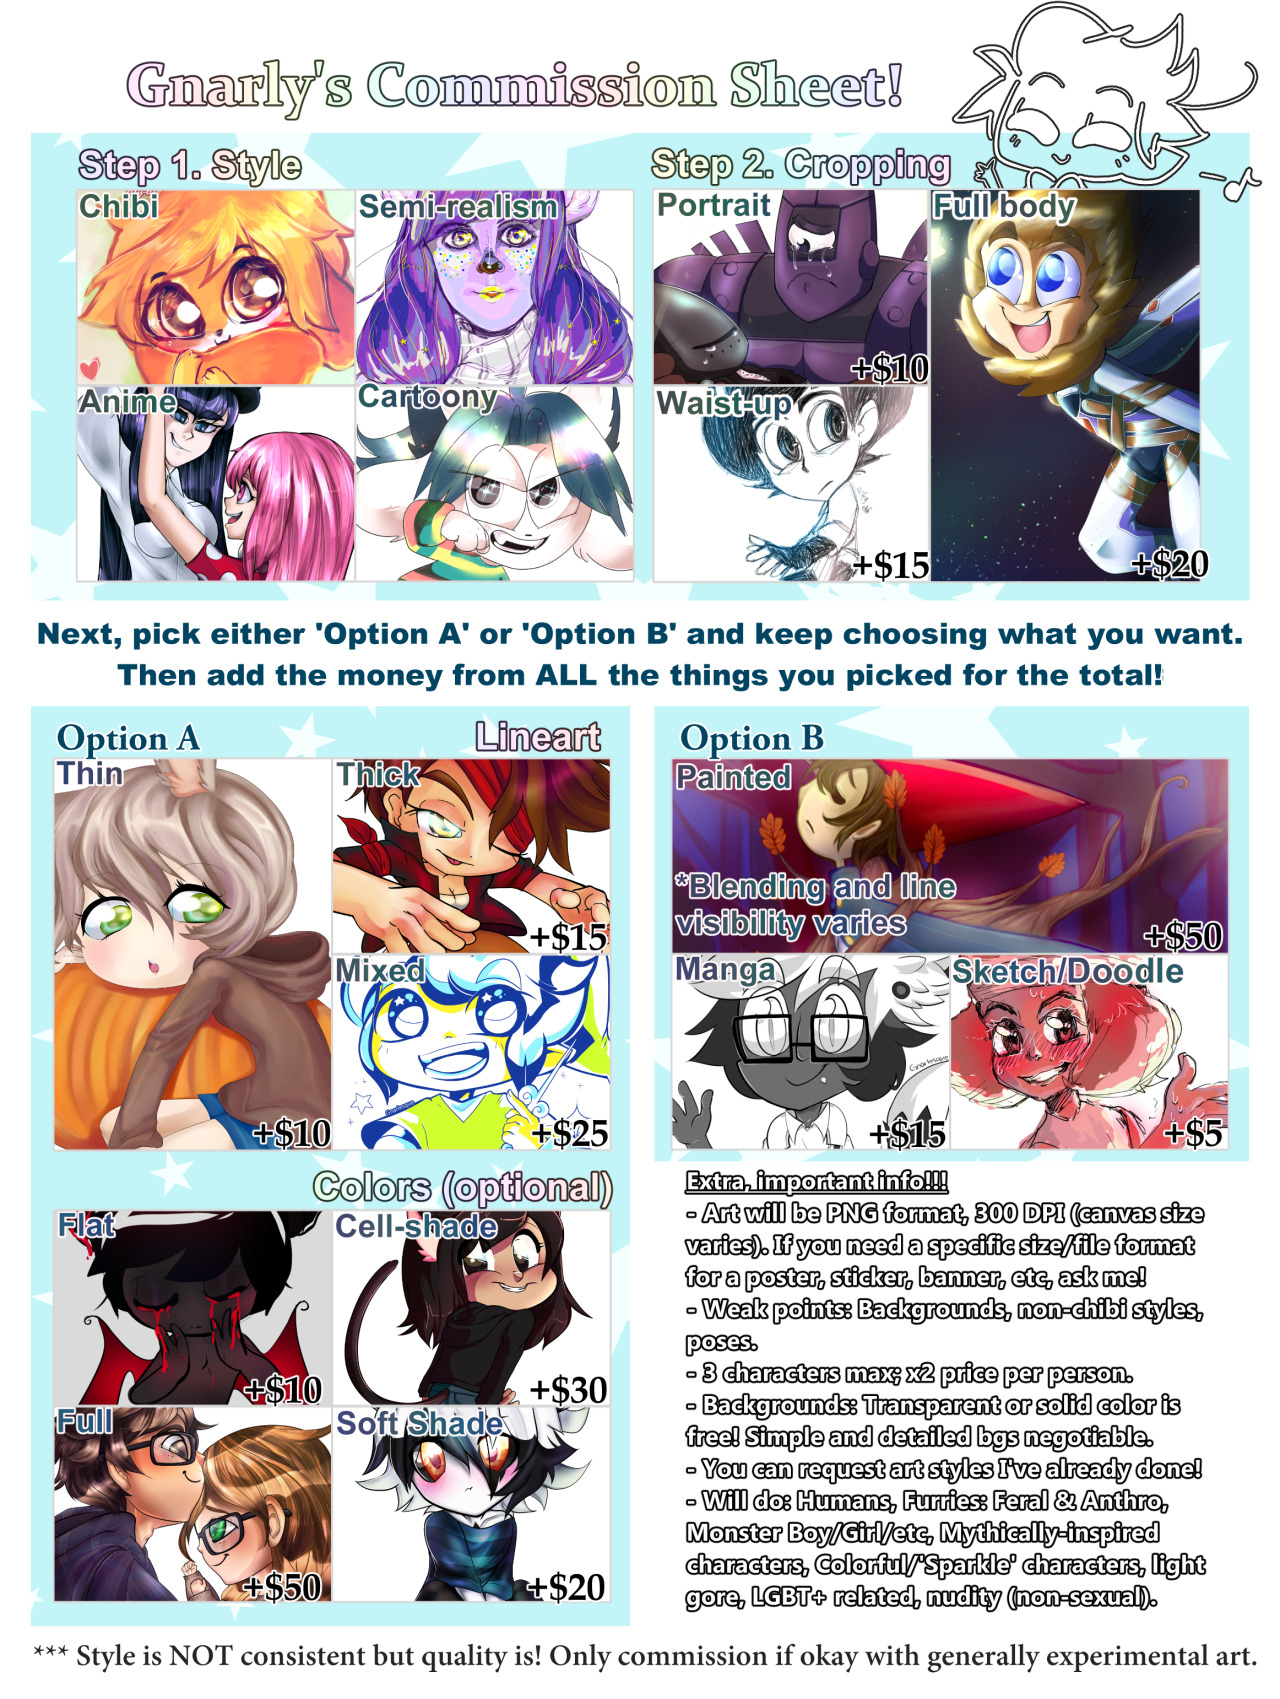 Gnarly's Commission Sheet!
Step 1. Style
Chibi
Semi-realism
Anime
Cartoony
Step 2. Cropping
Portrait
+$10
Full body
Waist-up
+$15
+$20
Next, pick either 'Option A' or 'Option B' and keep choosing what you want.
Then add the money from ALL the things you picked for the total!
Option A
Lineart
Thin
+$10
Thick
+$15
Mixed
+$25
Colors (optional)
Flat
+$10
Cell-shade
+$30
Full
+$50
Soft Shade
+$20
Option B
Painted
*Blending and line
visibility varies
+$50
Manga
+$15
Sketch/Doodle
+$5
Extra, important info!!!
- Art will be PNG format, 300 DPI (canvas size
varies). If you need a specific size/file format
for a poster, sticker, banner, etc, ask me!
- Weak points: Backgrounds, non-chibi styles,
poses.
- 3 characters max; x2 price per person.
- Backgrounds: Transparent or solid color is
free! Simple and detailed bgs negotiable.
- You can request art styles I've already done!
- Will do: Humans, Furries: Feral & Anthro,
Monster Boy/Girl/etc, Mythically-inspired
characters, Colorful/'Sparkle' characters, light
gore, LGBT+ related, nudity (non-sexual).
*** Style is NOT consistent but quality is! Only commission if okay with generally experimental art.